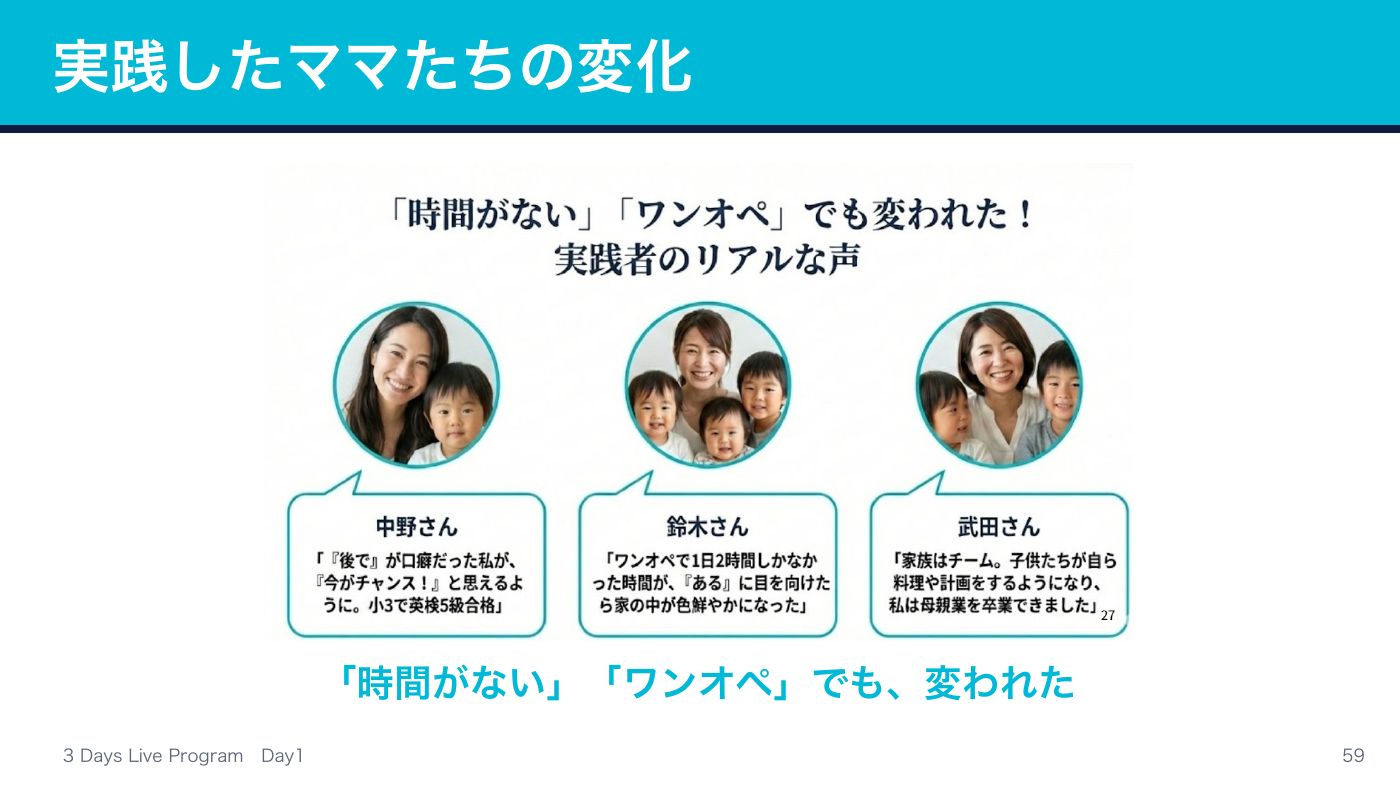 実践したママたちの変化
「時間がない」「ワンオペ」でも変われた！
実践者のリアルな声
中野さん
「『後で』が口癖だった私が、
『今がチャンス！』と思えるよ
うに。小3で英検5級合格」
鈴木さん
「ワンオペで1日2時間しかなか
った時間が、『ある』に目を向けた
ら家の中が色鮮やかになった」
武田さん
「家族はチーム。子供たちが自ら
料理や計画をするようになり、
私は母親業を卒業できました」
27
「時間がない」「ワンオペ」でも、変われた
3 Days Live Program　Day1
59